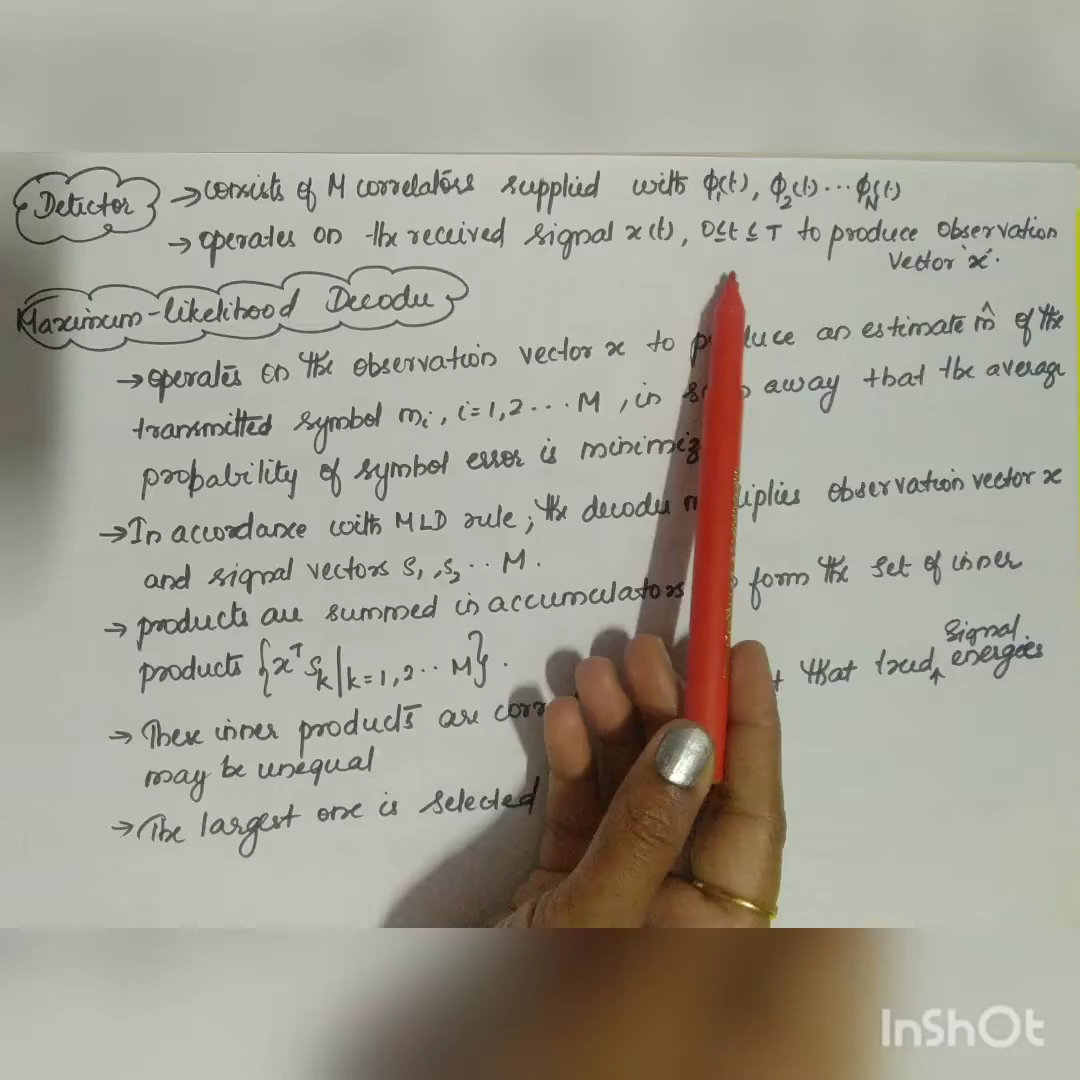 Detector → consists of M correlators supplied with ϕ₁(t), ϕ₂(t)...ϕN(t)
→ operates on the received signal x(t), 0≤t≤T to produce observation
vector 'x'.
Maximum-likelihood Decoder
→ operates on the observation vector x to produce an estimate m̂ of the
transmitted symbol mᵢ, i=1,2...M, in away that the average
probability of symbol error is minimiz
→ In accordance with MLD rule; the decoder multiplies observation vector x
and signal vectors s₁, s₂.. M.
→ products are summed in accumulators form the set of inner
products {xᵀ sₖ | k=1,2.. M}.
signal
→ These inner products are corr that trxd energies
may be unequal
→ The largest one is selected
InShOt